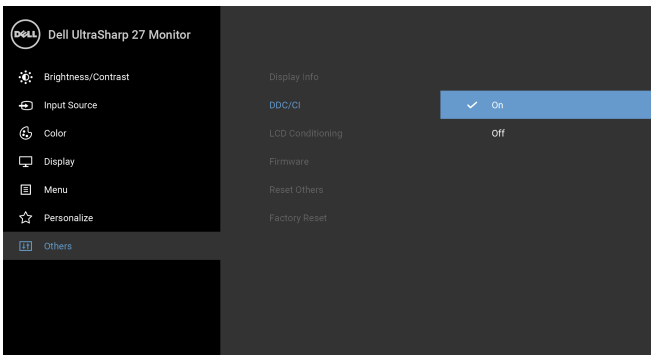 DELL Dell UltraSharp 27 Monitor
Brightness/Contrast
Display Info
Input Source
DDC/CI
On
Color
LCD Conditioning
Off
Display
Firmware
Menu
Reset Others
Personalize
Factory Reset
Others